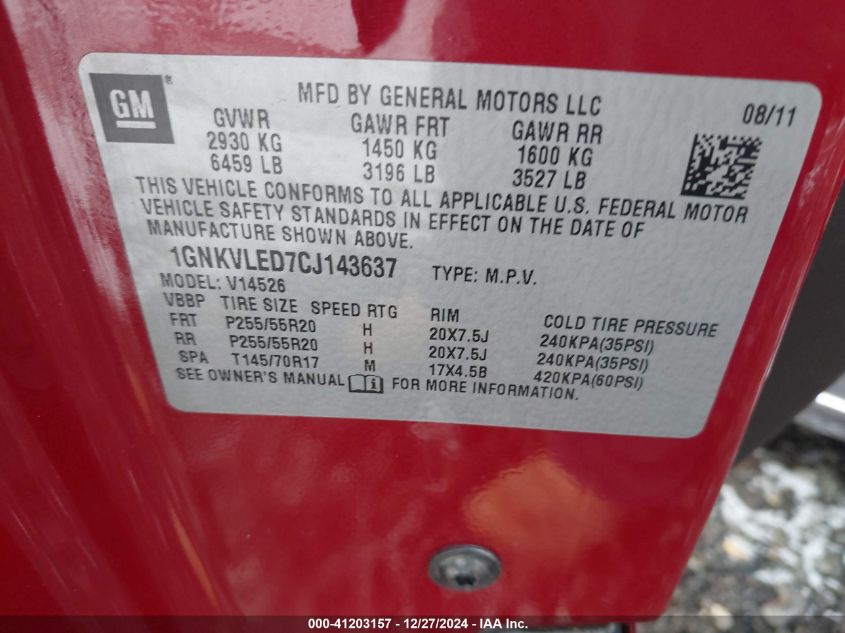 GM®
MFD BY GENERAL MOTORS LLC
08/11
GVWR GAWR FRT GAWR RR
2930 KG 1450 KG 1600 KG
6459 LB 3196 LB 3527 LB
THIS VEHICLE CONFORMS TO ALL APPLICABLE U.S. FEDERAL MOTOR
VEHICLE SAFETY STANDARDS IN EFFECT ON THE DATE OF
MANUFACTURE SHOWN ABOVE.
1GNKVLED7CJ143637 TYPE: M.P.V.
MODEL: V14526
VBBP TIRE SIZE SPEED RTG RIM COLD TIRE PRESSURE
FRT P255/55R20 H 20X7.5J 240KPA(35PSI)
RR P255/55R20 H 20X7.5J 240KPA(35PSI)
SPA T145/70R17 M 17X4.5B 420KPA(60PSI)
SEE OWNER'S MANUAL FOR MORE INFORMATION.
000-41203157 - 12/27/2024 - IAA Inc.